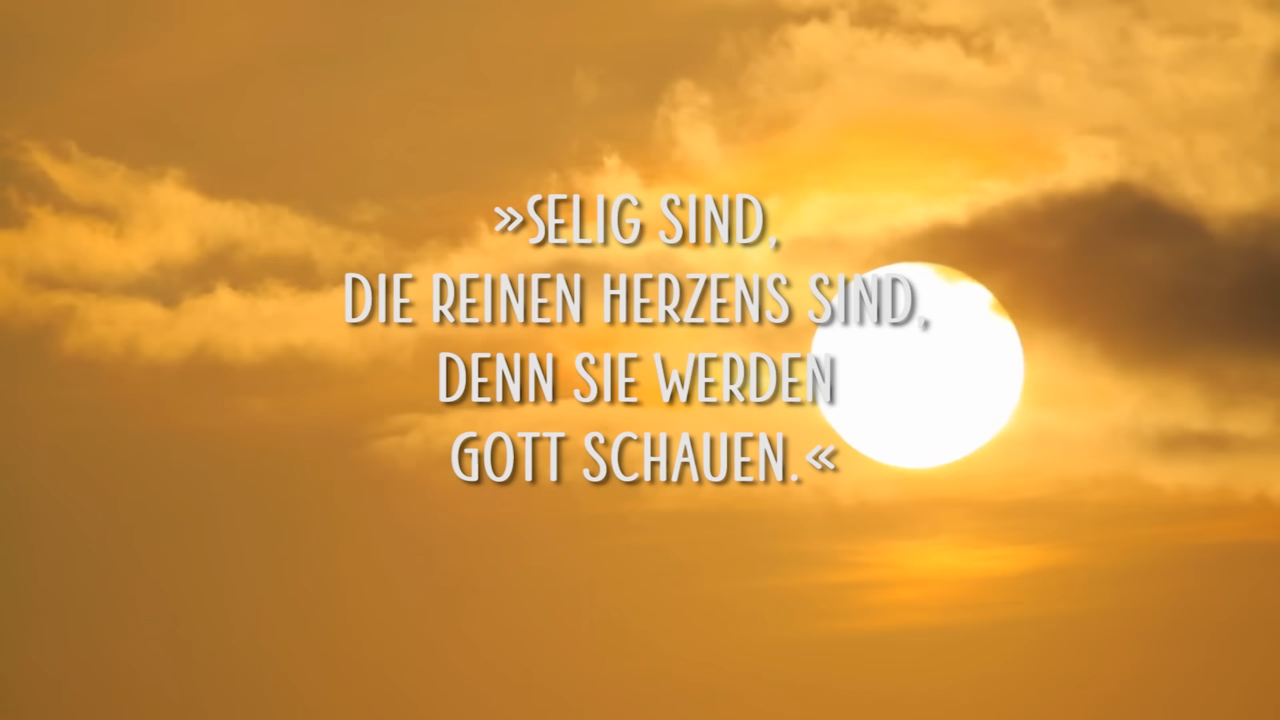 »SELIG SIND,
DIE REINEN HERZENS SIND,
DENN SIE WERDEN
GOTT SCHAUEN.«